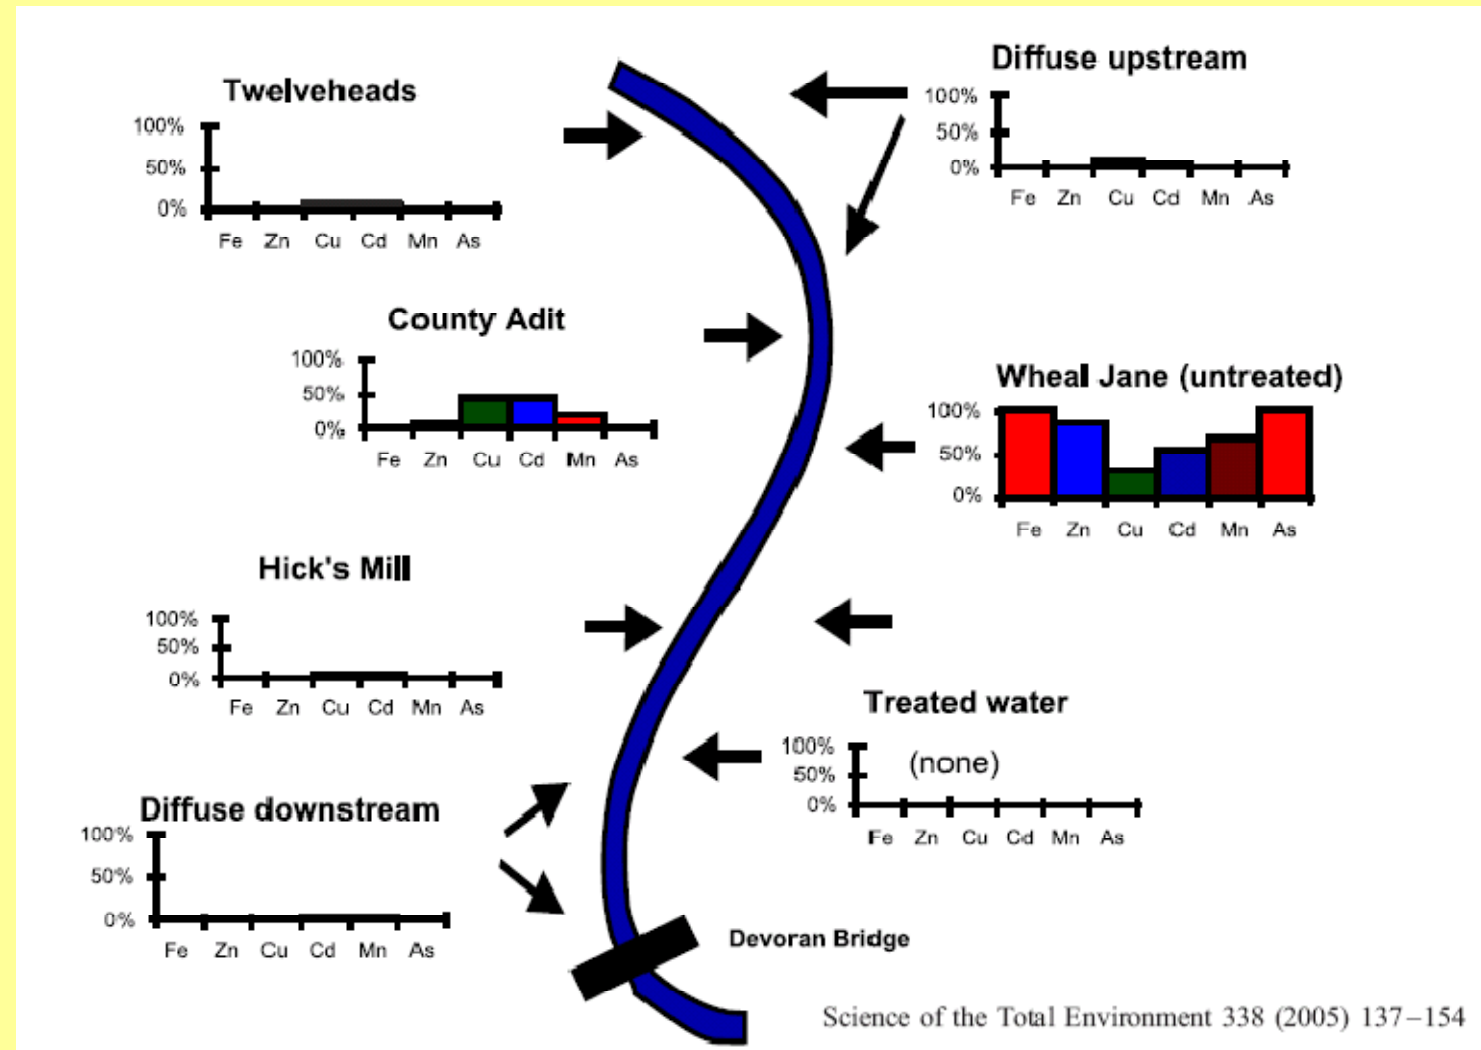 Twelveheads
100%
50%
0%
Fe Zn Cu Cd Mn As
Diffuse upstream
100%
50%
0%
Fe Zn Cu Cd Mn As
County Adit
100%
50%
0%
Fe Zn Cu Cd Mn As
Wheal Jane (untreated)
100%
50%
0%
Fe Zn Cu Cd Mn As
Hick's Mill
100%
50%
0%
Fe Zn Cu Cd Mn As
Treated water
100%
50%
0%
(none)
Fe Zn Cu Cd Mn As
Diffuse downstream
100%
50%
0%
Fe Zn Cu Cd Mn As
Devoran Bridge
Science of the Total Environment 338 (2005) 137–154